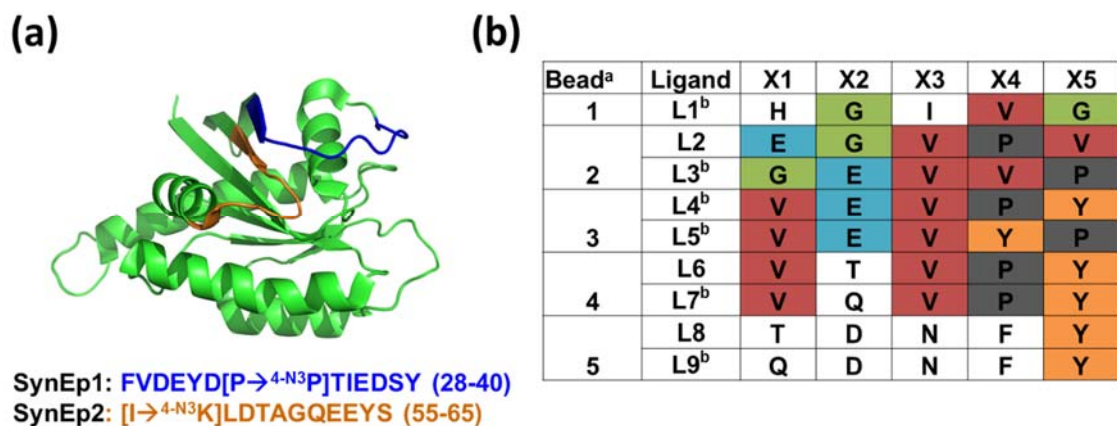 (a)
(b)
Beadᵃ Ligand X1 X2 X3 X4 X5
1 L1ᵇ H G I V G
L2 E G V P V
2 L3ᵇ G E V V P
L4ᵇ V E V P Y
3 L5ᵇ V E V Y P
L6 V T V P Y
4 L7ᵇ V Q V P Y
L8 T D N F Y
5 L9ᵇ Q D N F Y
SynEp1: FVDEYD[P→⁴⁻ᴺ³P]TIEDSY (28-40)
SynEp2: [I→⁴⁻ᴺ³K]LDTAGQEEYS (55-65)